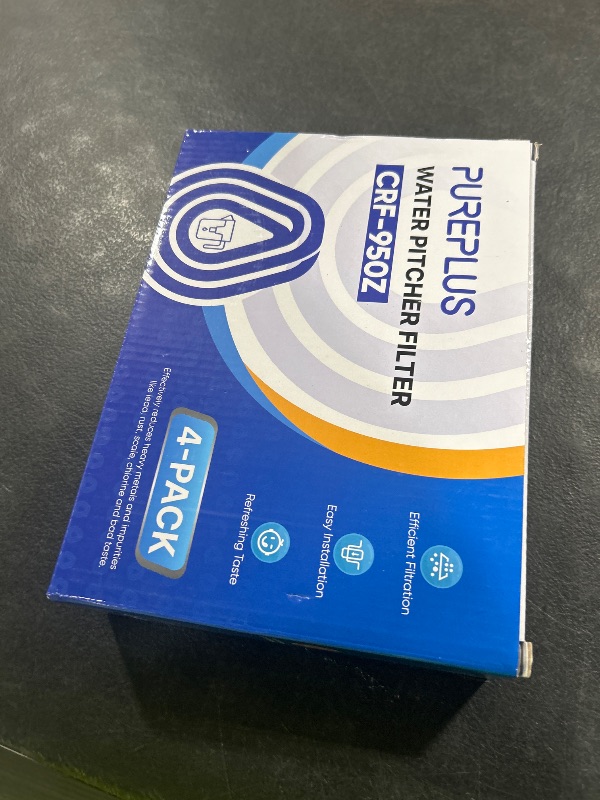 PUREPLUS
WATER PITCHER FILTER
CRF-950Z
Efficient Filtration
Easy Installation
Refreshing Taste
4-PACK
Effectively reduces heavy metals and impurities
like lead, rust, scale, chlorine and bad taste.